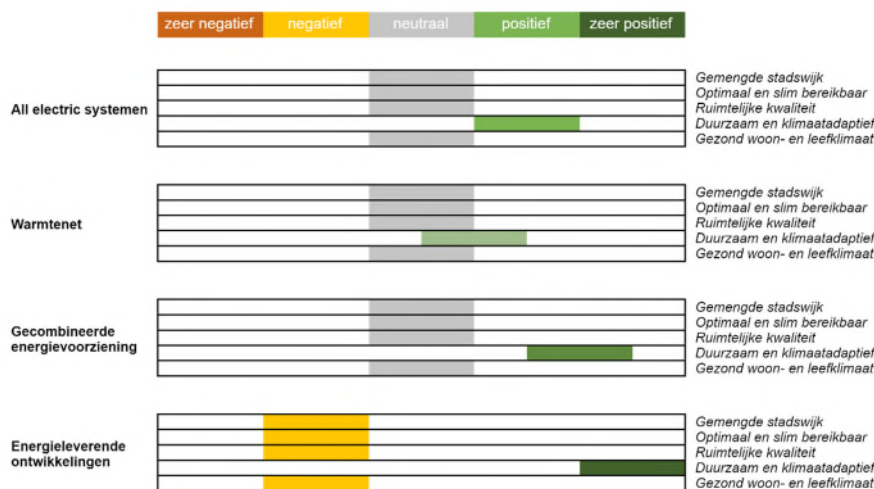 zeer negatief negatief neutraal positief zeer positief
All electric systemen
Gemengde stadswijk
Optimaal en slim bereikbaar
Ruimtelijke kwaliteit
Duurzaam en klimaatadaptief
Gezond woon- en leefklimaat
Warmtenet
Gemengde stadswijk
Optimaal en slim bereikbaar
Ruimtelijke kwaliteit
Duurzaam en klimaatadaptief
Gezond woon- en leefklimaat
Gecombineerde
energievoorziening
Gemengde stadswijk
Optimaal en slim bereikbaar
Ruimtelijke kwaliteit
Duurzaam en klimaatadaptief
Gezond woon- en leefklimaat
Energieleverende
ontwikkelingen
Gemengde stadswijk
Optimaal en slim bereikbaar
Ruimtelijke kwaliteit
Duurzaam en klimaatadaptief
Gezond woon- en leefklimaat